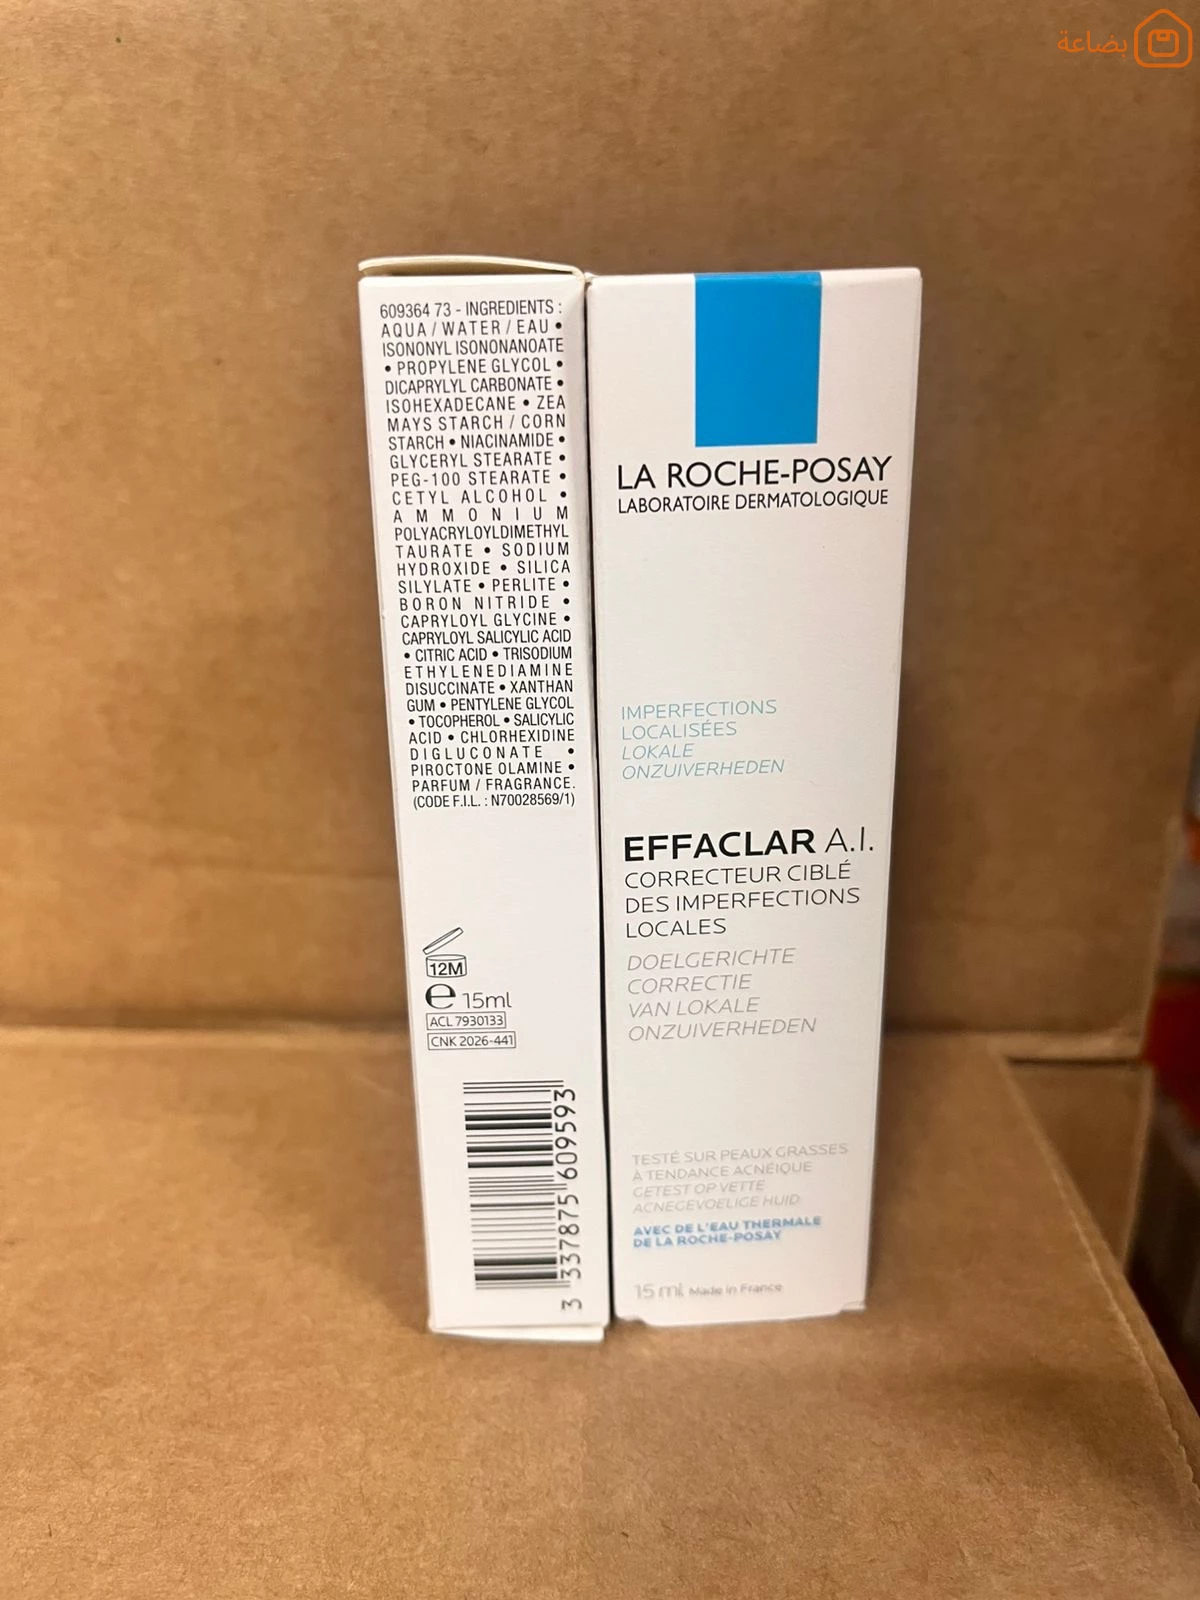 بضاعة
609364 73 - INGREDIENTS :
AQUA / WATER / EAU •
ISONONYL ISONONANOATE
• PROPYLENE GLYCOL •
DICAPRYLYL CARBONATE •
ISOHEXADECANE • ZEA
MAYS STARCH / CORN
STARCH • NIACINAMIDE •
GLYCERYL STEARATE •
PEG-100 STEARATE •
CETYL ALCOHOL •
AMMONIUM
POLYACRYLOYLDIMETHYL
TAURATE • SODIUM
HYDROXIDE • SILICA
SILYLATE • PERLITE •
BORON NITRIDE •
CAPRYLOYL GLYCINE •
CAPRYLOYL SALICYLIC ACID
• CITRIC ACID • TRISODIUM
ETHYLENEDIAMINE
DISUCCINATE • XANTHAN
GUM • PENTYLENE GLYCOL
• TOCOPHEROL • SALICYLIC
ACID • CHLORHEXIDINE
DIGLUCONATE •
PIROCTONE OLAMINE •
PARFUM / FRAGRANCE.
(CODE F.I.L. : N70028569/1)
12M
e 15ml
ACL 7930133
CNK 2026-441
3 337875 609593
LA ROCHE-POSAY
LABORATOIRE DERMATOLOGIQUE
IMPERFECTIONS
LOCALISÉES
LOKALE
ONZUIVERHEDEN
EFFACLAR A.I.
CORRECTEUR CIBLÉ
DES IMPERFECTIONS
LOCALES
DOELGERICHTE
CORRECTIE
VAN LOKALE
ONZUIVERHEDEN
TESTÉ SUR PEAUX GRASSES
À TENDANCE ACNÉIQUE
GETEST OP VETTE
ACNEGEVOELIGE HUID
AVEC DE L'EAU THERMALE
DE LA ROCHE-POSAY
15 ml Made in France